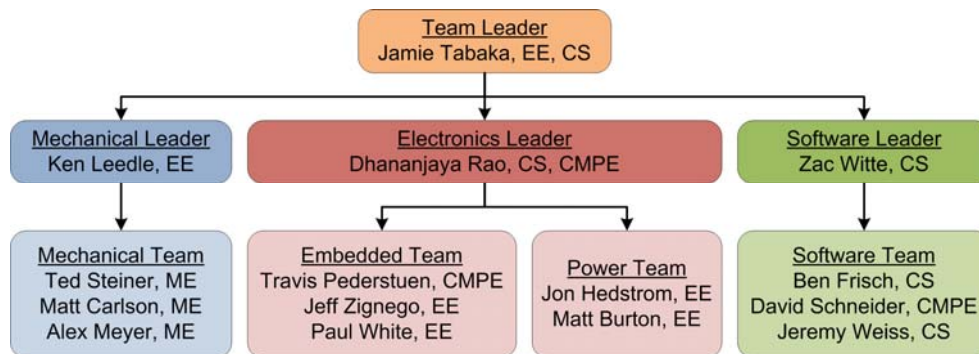 Team Leader
Jamie Tabaka, EE, CS
Mechanical Leader
Ken Leedle, EE
Electronics Leader
Dhananjaya Rao, CS, CMPE
Software Leader
Zac Witte, CS
Mechanical Team
Ted Steiner, ME
Matt Carlson, ME
Alex Meyer, ME
Embedded Team
Travis Pederstuen, CMPE
Jeff Zignego, EE
Paul White, EE
Power Team
Jon Hedstrom, EE
Matt Burton, EE
Software Team
Ben Frisch, CS
David Schneider, CMPE
Jeremy Weiss, CS